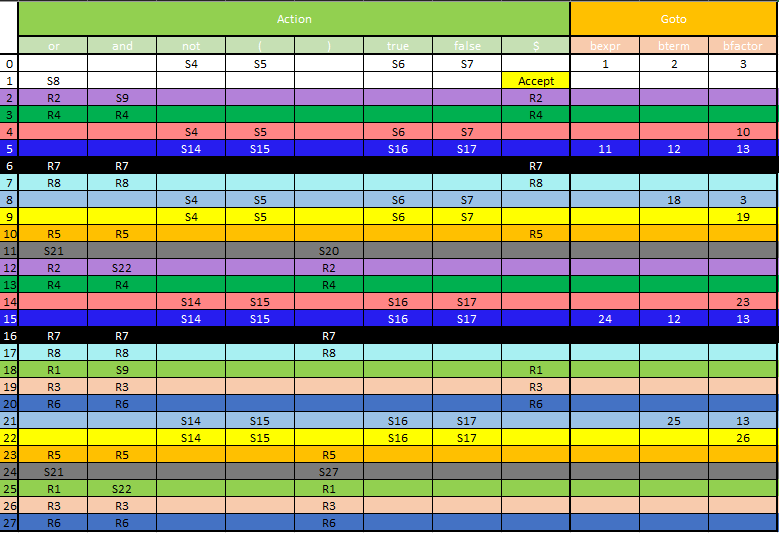 Action Goto
or and not ( ) true false $ bexpr bterm bfactor
0 S4 S5 S6 S7 1 2 3
1 S8 Accept
2 R2 S9 R2
3 R4 R4 R4
4 S4 S5 S6 S7 10
5 S14 S15 S16 S17 11 12 13
6 R7 R7 R7
7 R8 R8 R8
8 S4 S5 S6 S7 18 3
9 S4 S5 S6 S7 19
10 R5 R5 R5
11 S21 S20
12 R2 S22 R2
13 R4 R4 R4
14 S14 S15 S16 S17 23
15 S14 S15 S16 S17 24 12 13
16 R7 R7 R7
17 R8 R8 R8
18 R1 S9 R1
19 R3 R3 R3
20 R6 R6 R6
21 S14 S15 S16 S17 25 13
22 S14 S15 S16 S17 26
23 R5 R5 R5
24 S21 S27
25 R1 S22 R1
26 R3 R3 R3
27 R6 R6 R6